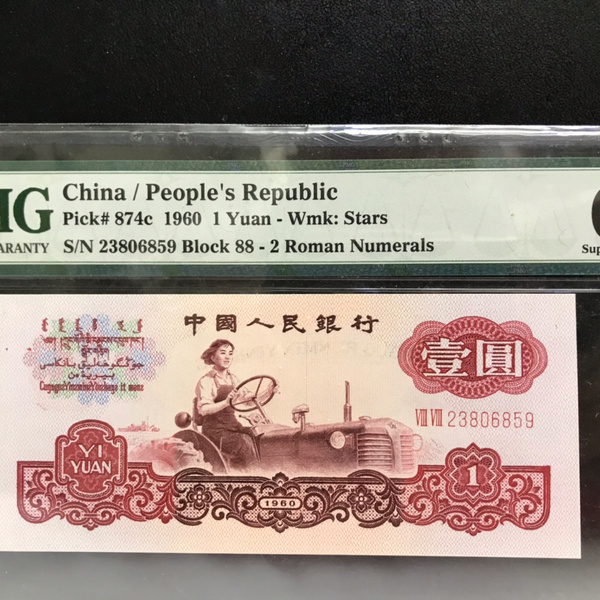 MG
China / People's Republic
Pick# 874c 1960 1 Yuan - Wmk: Stars
ARANTY
S/N 23806859 Block 88 - 2 Roman Numerals
Sup
中國人民銀行
壹圓
VIII VIII 23806859
YI
YUAN
1
1960